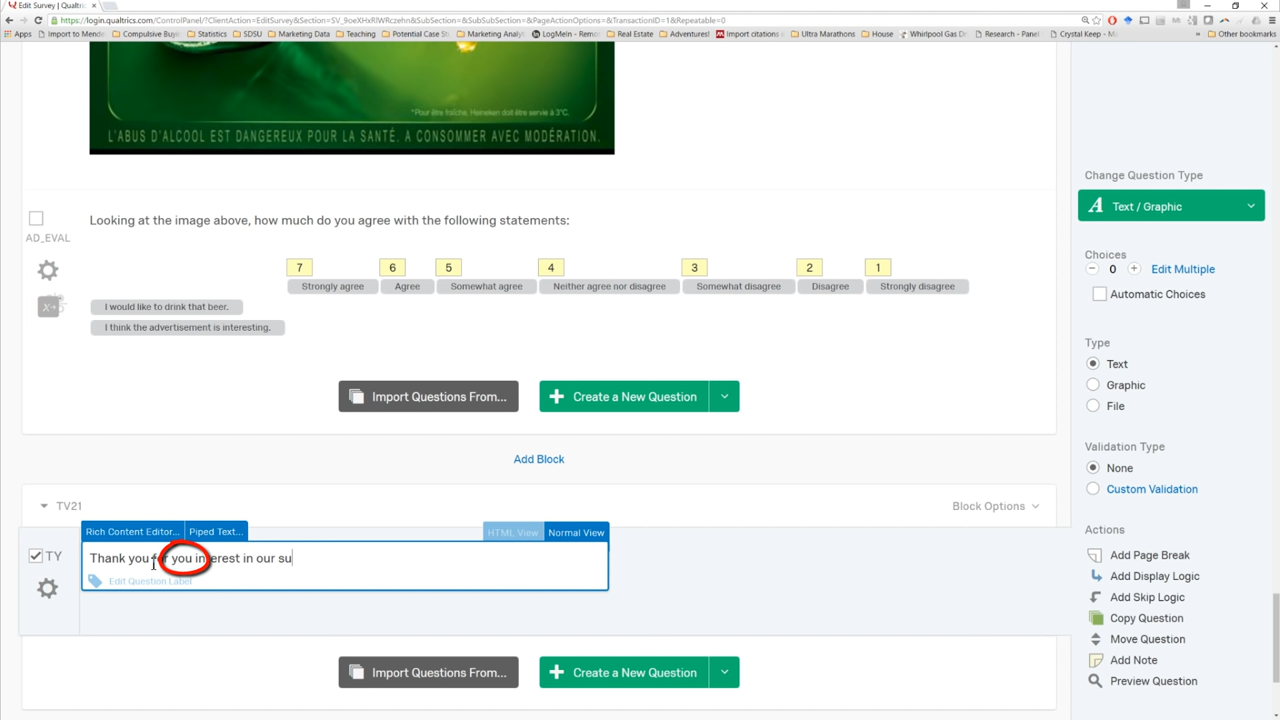 Edit Survey | Qualtri
https://login.qualtrics.com/ControlPanel/?ClientAction=EditSurvey&Section=SV_9oeXHxRlWRczehn&SubSection=&SubSubSection=&PageActionOptions=&TransactionID=1&Repeatable=0
Apps Import to Mende Compulsive Buye Statistics SDSU Marketing Data Teaching Potential Case St Marketing Analy LogMeIn - Remo Real Estate Adventures! Import citations Ultra Marathons House Whirlpool Gas D Research - Panel Crystal Keep - M Other bookmarks
*Pour être fraîche, Heineken doit être servie à 3°C.
L'ABUS D'ALCOOL EST DANGEREUX POUR LA SANTÉ. A CONSOMMER AVEC MODÉRATION.
Looking at the image above, how much do you agree with the following statements:
AD_EVAL
7 6 5 4 3 2 1
Strongly agree Agree Somewhat agree Neither agree nor disagree Somewhat disagree Disagree Strongly disagree
I would like to drink that beer.
I think the advertisement is interesting.
Import Questions From...
Create a New Question
Add Block
TV21
Block Options
Rich Content Editor... Piped Text...
HTML View Normal View
TY
Thank you for you interest in our su
Edit Question Label
Import Questions From...
Create a New Question
Change Question Type
Text / Graphic
Choices
0 Edit Multiple
Automatic Choices
Type
Text
Graphic
File
Validation Type
None
Custom Validation
Actions
Add Page Break
Add Display Logic
Add Skip Logic
Copy Question
Move Question
Add Note
Preview Question